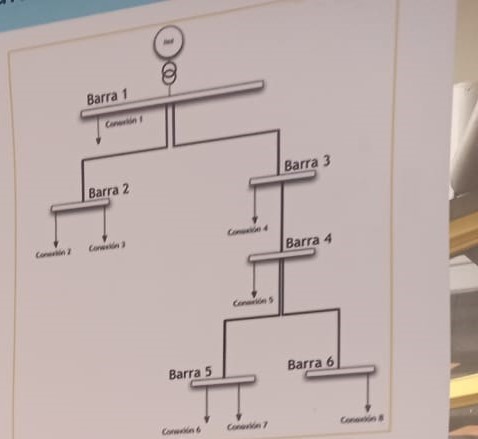 Red
Barra 1
Conexión 1
Barra 2
Barra 3
Conexión 2
Conexión 3
Conexión 4
Barra 4
Conexión 5
Barra 5
Barra 6
Conexión 6
Conexión 7
Conexión 8